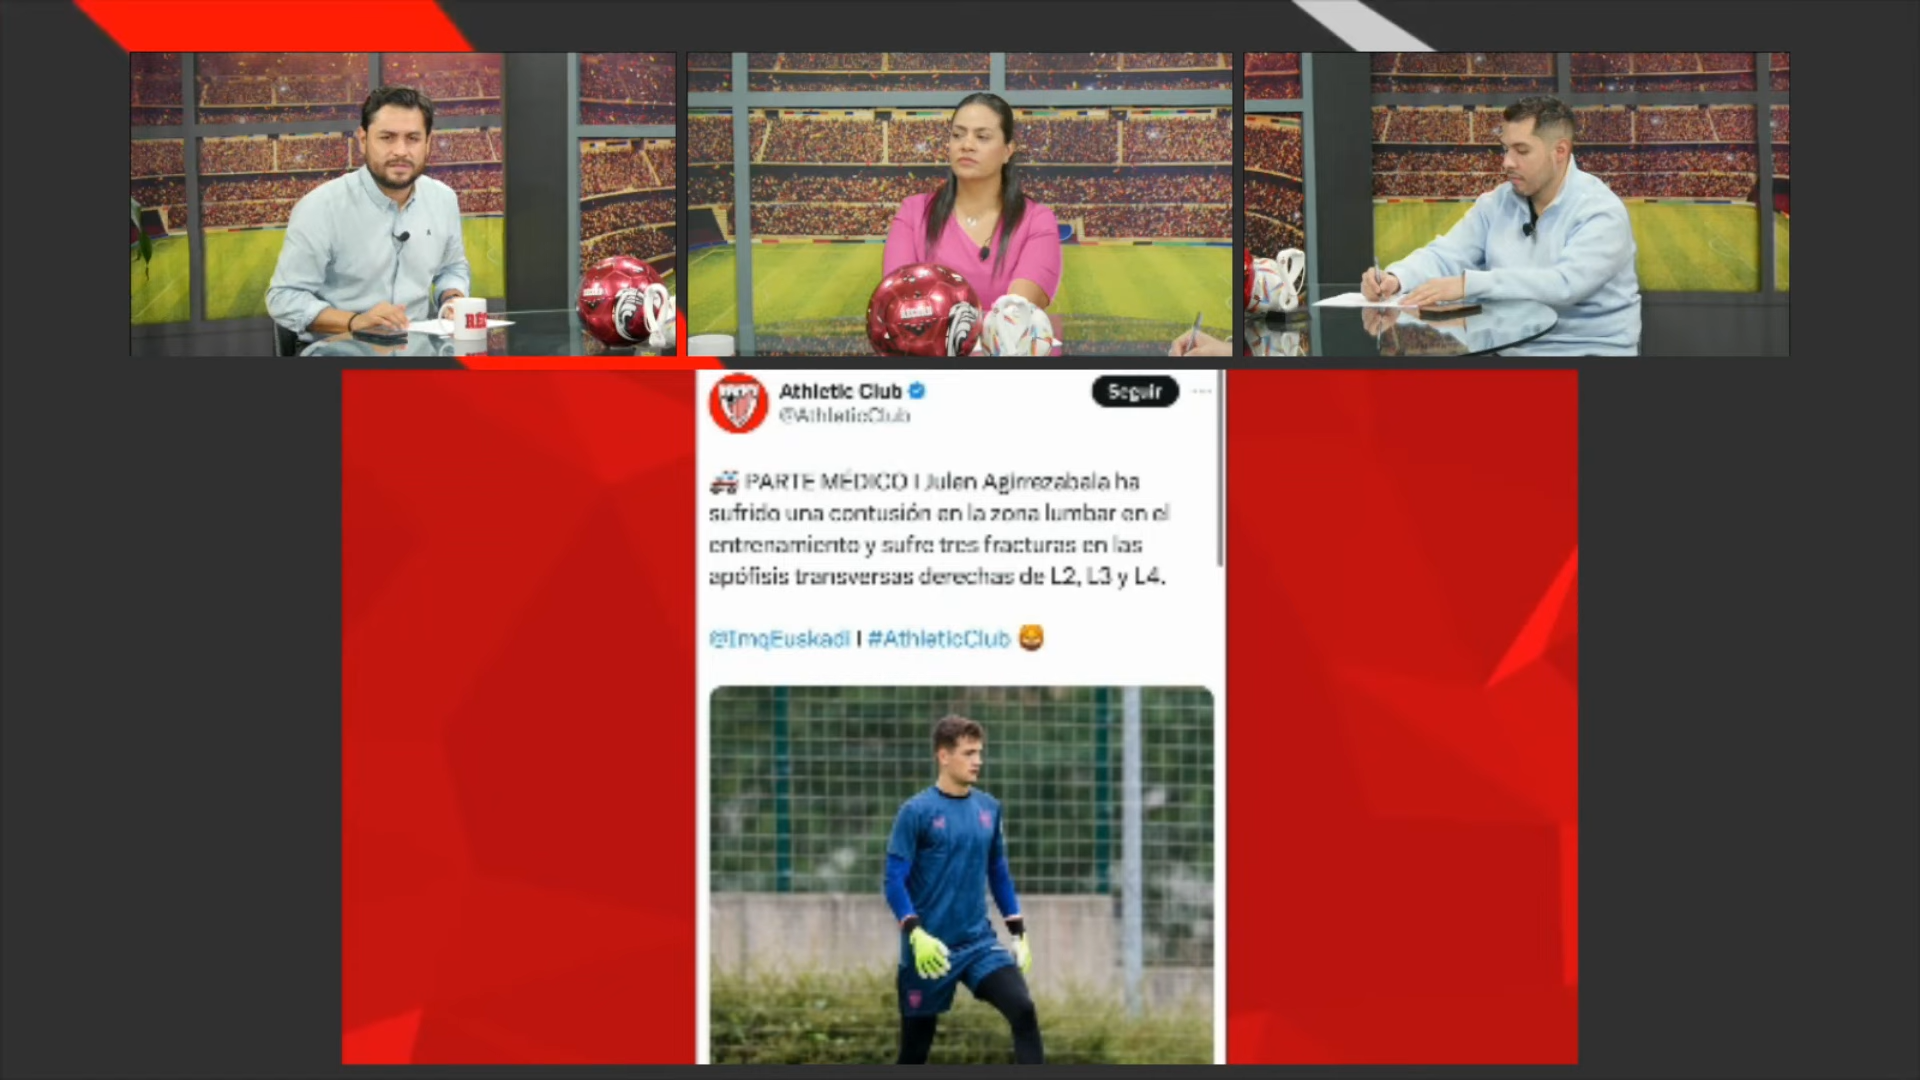 RÉ
Athletic Club
@AthleticClub
Seguir
PARTE MÉDICO I Julen Agirrezabala ha
sufrido una contusión en la zona lumbar en el
entrenamiento y sufre tres fracturas en las
apófisis transversas derechas de L2, L3 y L4.
@ImqEuskadi I #AthleticClub